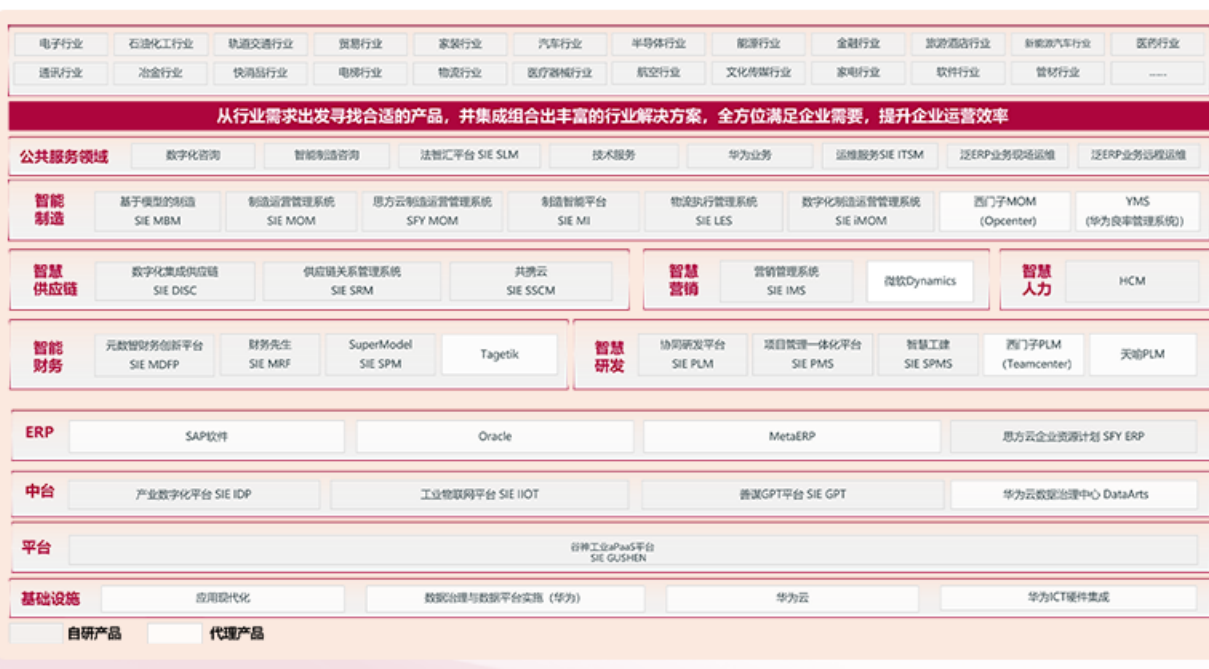 电子行业 石油化工行业 轨道交通行业 贸易行业 家装行业 汽车行业 半导体行业 能源行业 金融行业 旅游酒店行业 新能源汽车行业 医药行业
通讯行业 冶金行业 快消品行业 电梯行业 物流行业 医疗器械行业 航空行业 文化传媒行业 家电行业 软件行业 管材行业 ......
从行业需求出发寻找合适的产品，并集成组合出丰富的行业解决方案，全方位满足企业需要，提升企业运营效率
公共服务领域 数字化咨询 智能制造咨询 法智汇平台 SIE SLM 技术服务 华为业务 运维服务SIE ITSM 泛ERP业务现场运维 泛ERP业务远程运维
智能
制造
基于模型的制造
SIE MBM
制造运营管理系统
SIE MOM
思方云制造运营管理系统
SFY MOM
制造智能平台
SIE MI
物流执行管理系统
SIE LES
数字化制造运营管理系统
SIE iMOM
西门子MOM
(Opcenter)
YMS
(华为良率管理系统))
智慧
供应链
数字化集成供应链
SIE DISC
供应链关系管理系统
SIE SRM
共携云
SIE SSCM
智慧
营销
营销管理系统
SIE IMS
微软Dynamics
智慧
人力
HCM
智能
财务
元数智财务创新平台
SIE MDFP
财务先生
SIE MRF
SuperModel
SIE SPM
Tagetik
智慧
研发
协同研发平台
SIE PLM
项目管理一体化平台
SIE PMS
智慧工建
SIE SPMS
西门子PLM
(Teamcenter)
天喻PLM
ERP SAP软件 Oracle MetaERP 思方云企业资源计划 SFY ERP
中台 产业数字化平台 SIE IDP 工业物联网平台 SIE IIOT 善谋GPT平台 SIE GPT 华为云数据治理中心 DataArts
平台
谷神工业aPaaS平台
SIE GUSHEN
基础设施 应用现代化 数据治理与数据平台实施（华为） 华为云 华为ICT硬件集成
自研产品 代理产品